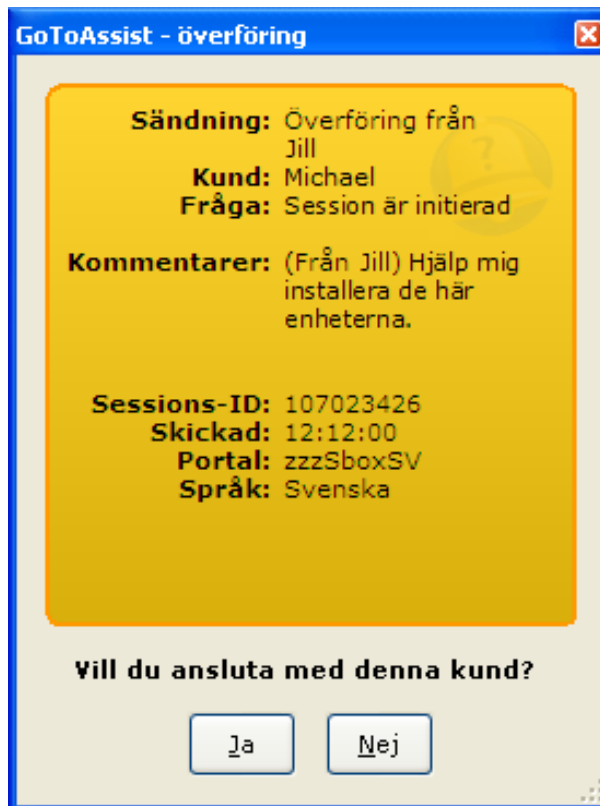 GoToAssist - överföring
Sändning: Överföring från
Jill
Kund: Michael
Fråga: Session är initierad
Kommentarer: (Från Jill) Hjälp mig
installera de här
enheterna.
Sessions-ID: 107023426
Skickad: 12:12:00
Portal: zzzSboxSV
Språk: Svenska
Vill du ansluta med denna kund?
Ja
Nej